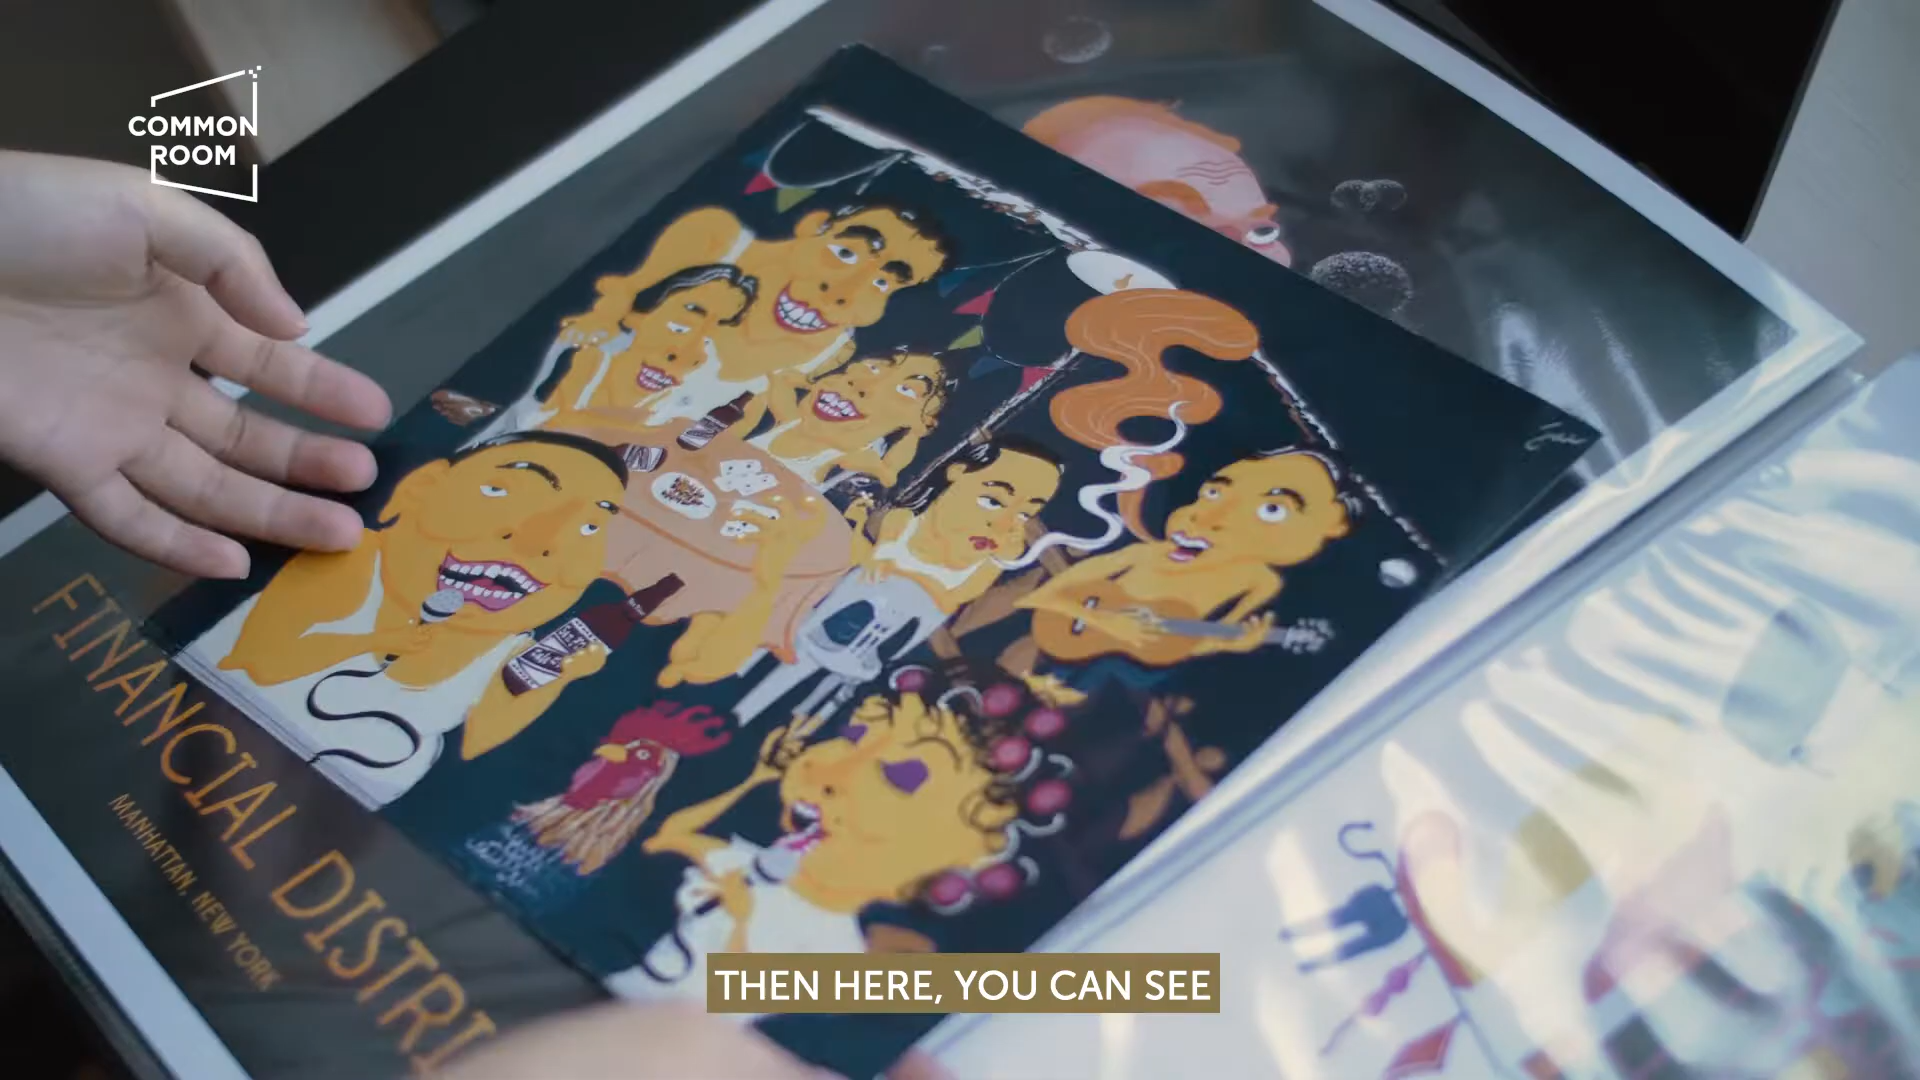 COMMON
ROOM
FINANCIAL DISTRI
MANHATTAN, NEW YORK
THEN HERE, YOU CAN SEE